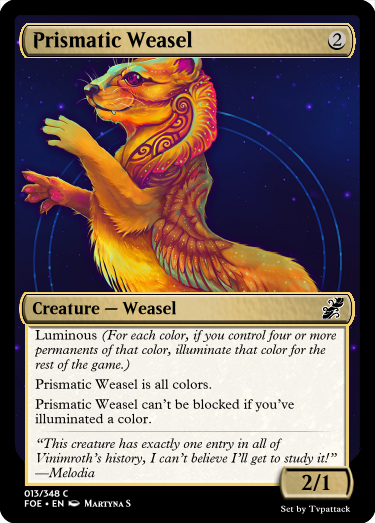 Prismatic Weasel 2
Creature — Weasel
Luminous (For each color, if you control four or more
permanents of that color, illuminate that color for the
rest of the game.)
Prismatic Weasel is all colors.
Prismatic Weasel can't be blocked if you've
illuminated a color.
“This creature has exactly one entry in all of
Vinimroth's history, I can't believe I'll get to study it!”
—Melodia
2/1
013/348 C
FOE • EN Martyna S
Set by Tvpattack